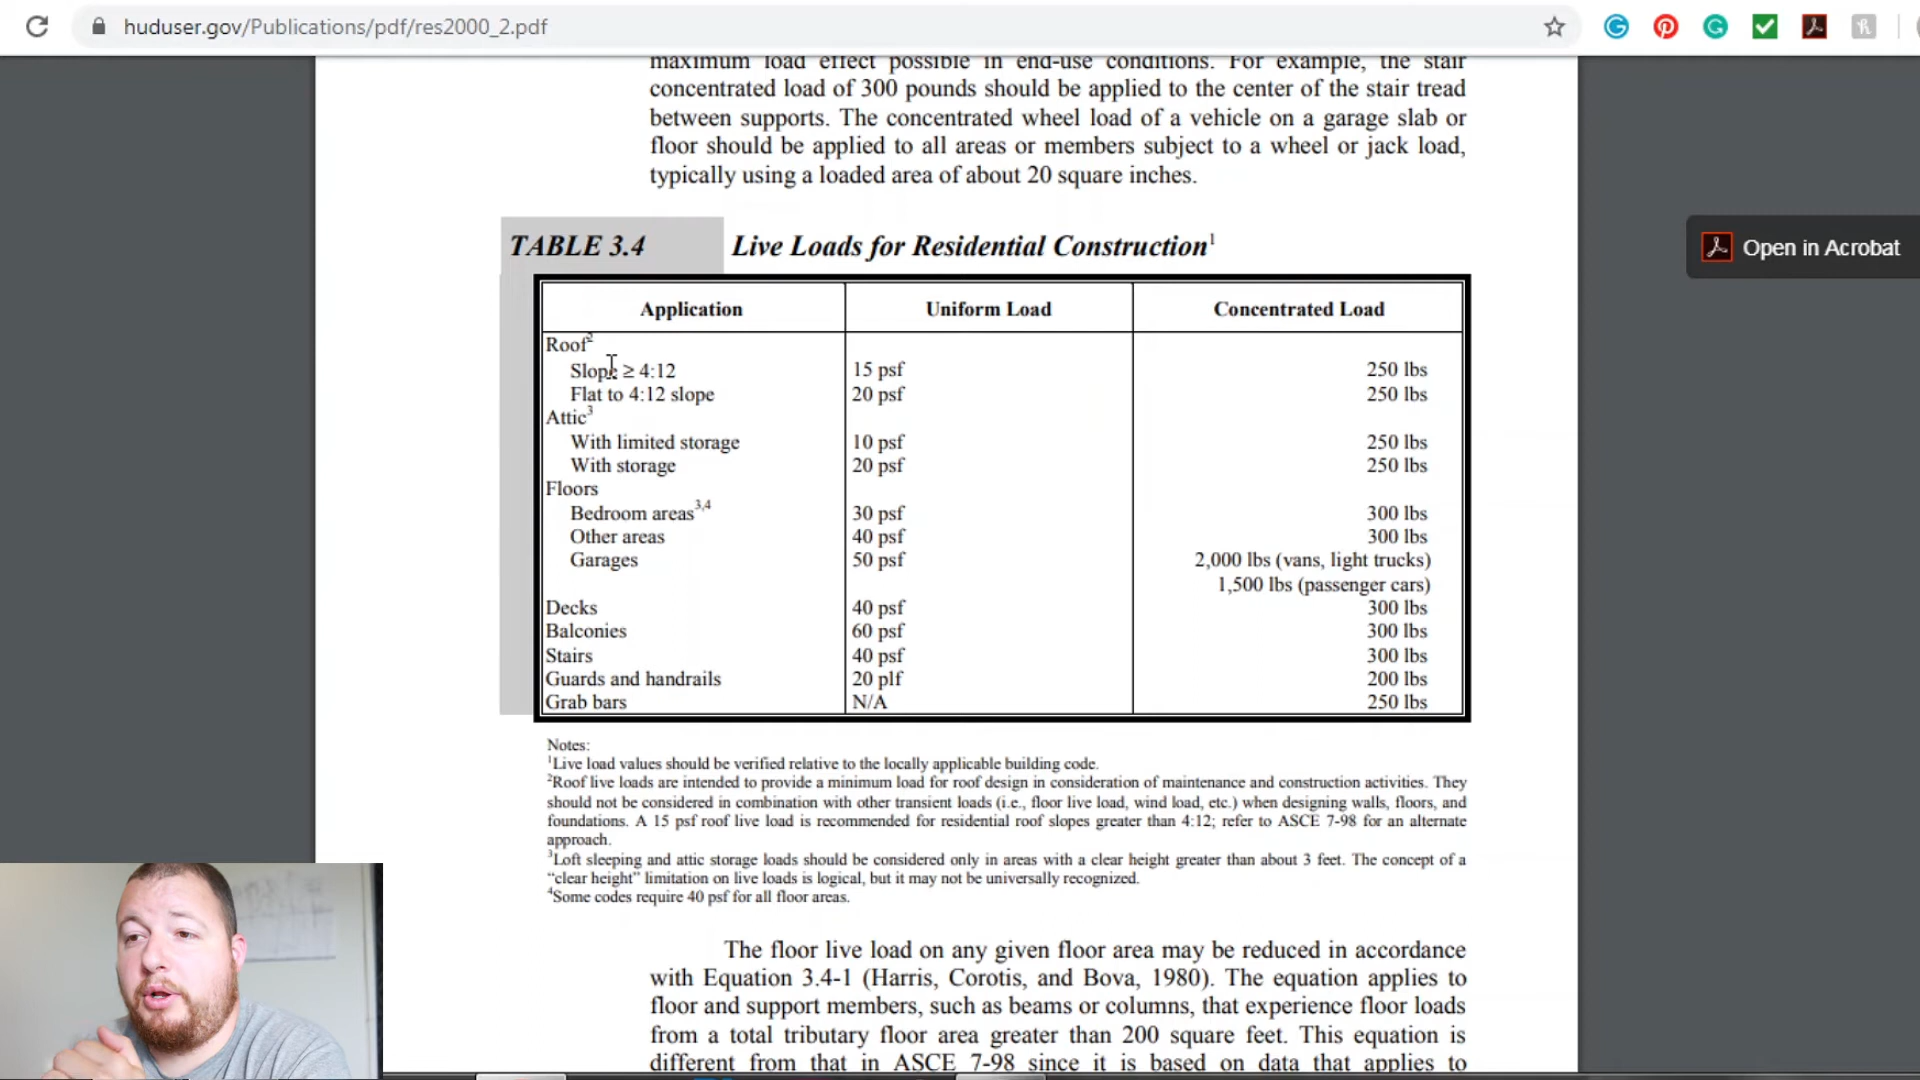 huduser.gov/Publications/pdf/res2000_2.pdf
maximum load effect possible in end-use conditions. For example, the stair
concentrated load of 300 pounds should be applied to the center of the stair tread
between supports. The concentrated wheel load of a vehicle on a garage slab or
floor should be applied to all areas or members subject to a wheel or jack load,
typically using a loaded area of about 20 square inches.
TABLE 3.4 Live Loads for Residential Construction¹
Open in Acrobat
Application Uniform Load Concentrated Load
Roof²
Slope ≥ 4:12 15 psf 250 lbs
Flat to 4:12 slope 20 psf 250 lbs
Attic³
With limited storage 10 psf 250 lbs
With storage 20 psf 250 lbs
Floors
Bedroom areas³,⁴ 30 psf 300 lbs
Other areas 40 psf 300 lbs
Garages 50 psf 2,000 lbs (vans, light trucks)
1,500 lbs (passenger cars)
Decks 40 psf 300 lbs
Balconies 60 psf 300 lbs
Stairs 40 psf 300 lbs
Guards and handrails 20 plf 200 lbs
Grab bars N/A 250 lbs
Notes:
¹Live load values should be verified relative to the locally applicable building code.
²Roof live loads are intended to provide a minimum load for roof design in consideration of maintenance and construction activities. They
should not be considered in combination with other transient loads (i.e., floor live load, wind load, etc.) when designing walls, floors, and
foundations. A 15 psf roof live load is recommended for residential roof slopes greater than 4:12; refer to ASCE 7-98 for an alternate
approach.
³Loft sleeping and attic storage loads should be considered only in areas with a clear height greater than about 3 feet. The concept of a
“clear height” limitation on live loads is logical, but it may not be universally recognized.
⁴Some codes require 40 psf for all floor areas.
The floor live load on any given floor area may be reduced in accordance
with Equation 3.4-1 (Harris, Corotis, and Bova, 1980). The equation applies to
floor and support members, such as beams or columns, that experience floor loads
from a total tributary floor area greater than 200 square feet. This equation is
different from that in ASCE 7-98 since it is based on data that applies to